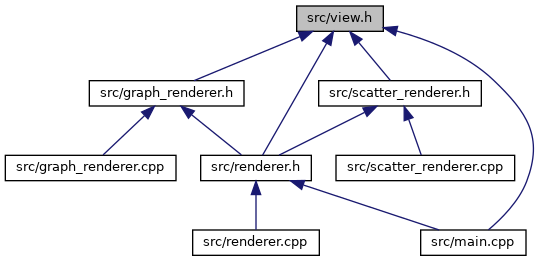 src/view.h
src/graph_renderer.h
src/scatter_renderer.h
src/graph_renderer.cpp
src/renderer.h
src/scatter_renderer.cpp
src/renderer.cpp
src/main.cpp